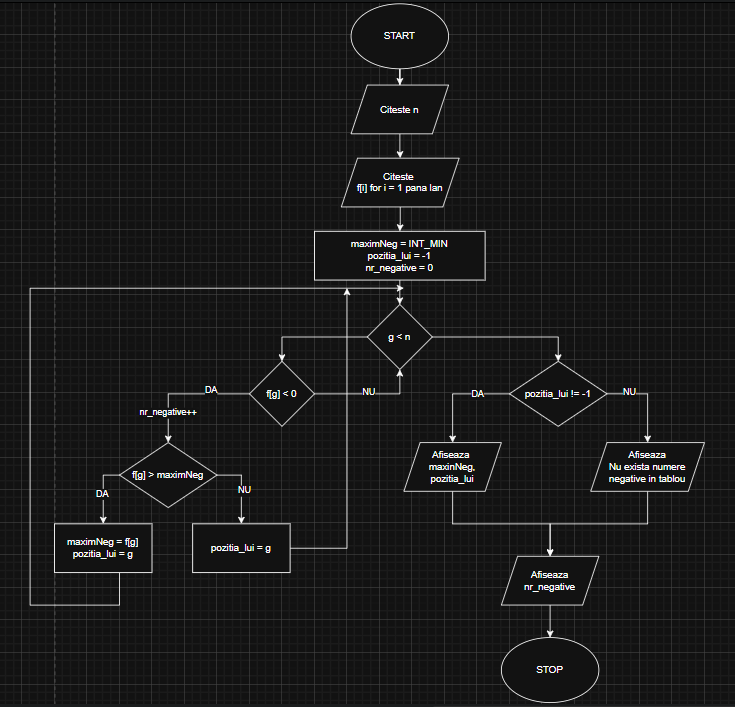 START
Citeste n
Citeste
f[i] for i = 1 pana lan
maximNeg = INT_MIN
pozitia_lui = -1
nr_negative = 0
g < n
DA
f[g] < 0
NU
DA
pozitia_lui != -1
NU
nr_negative++
f[g] > maximNeg
DA
NU
Afiseaza
maxinNeg,
pozitia_lui
Afiseaza
Nu exista numere
negative in tablou
maximNeg = f[g]
pozitia_lui = g
pozitia_lui = g
Afiseaza
nr_negative
STOP